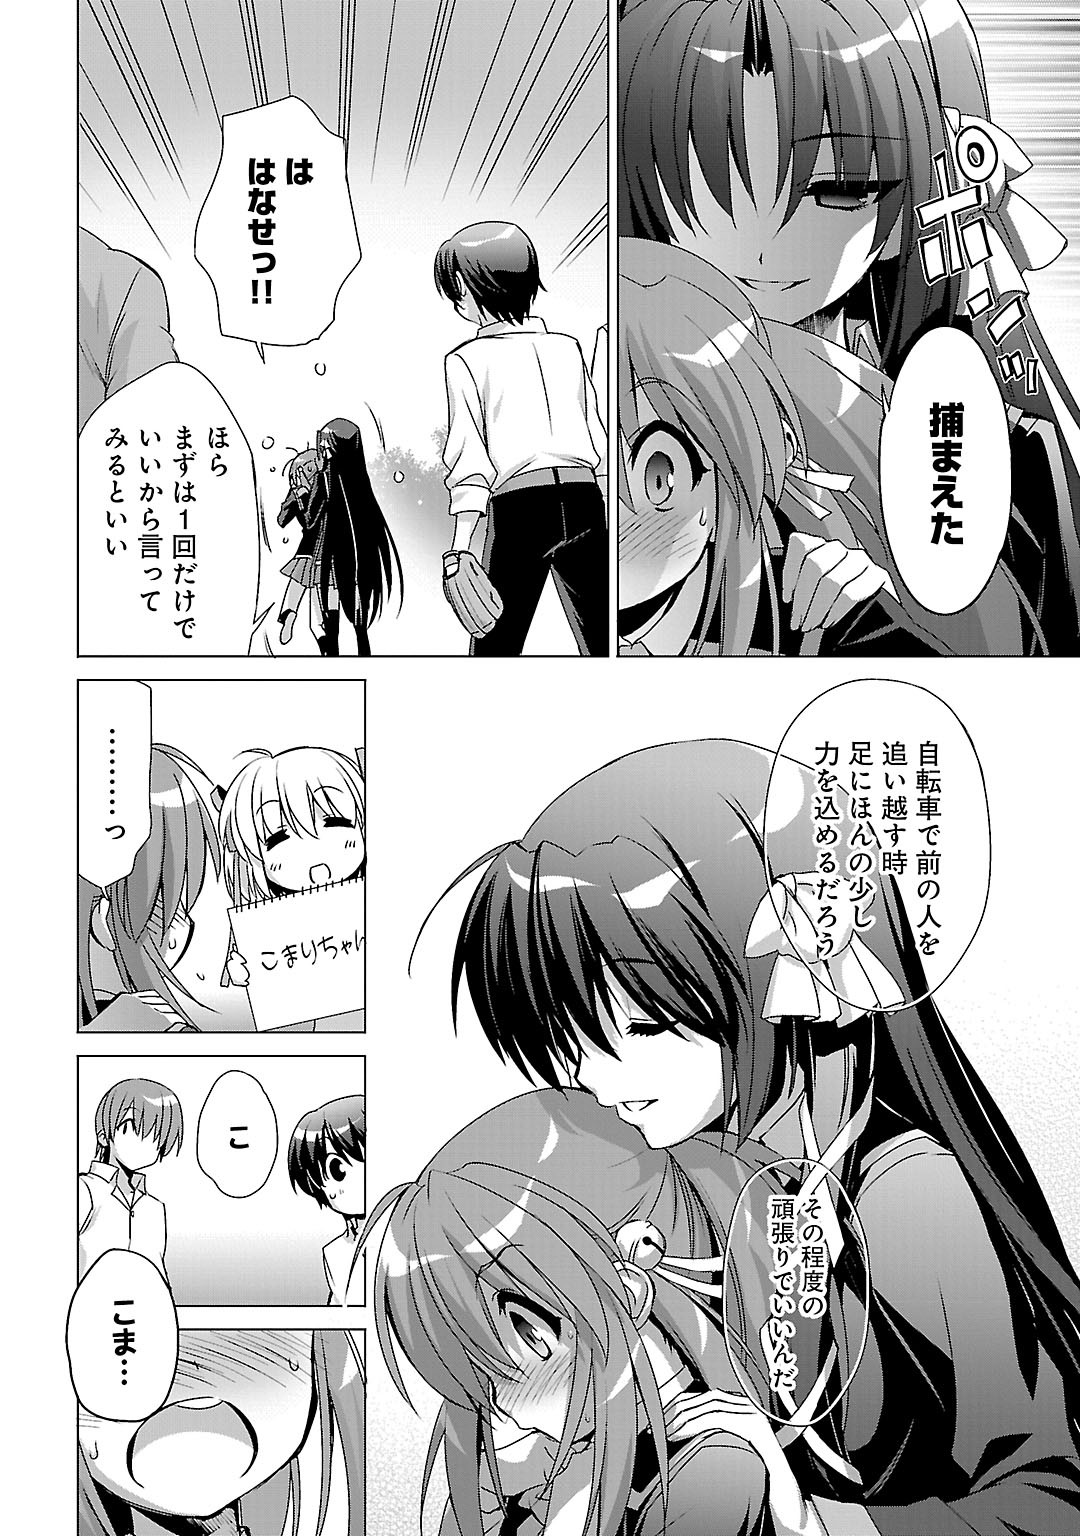 ポンッ
捕まえた
は
はなせっ!!
ほら
まずは1回だけで
いいから言って
みるといい
自転車で前の人を
追い越す時
足にほんの少し
力を込めるだろう
その程度の
頑張りでいいんだ
………っ
こまりちゃん
こ
こま…